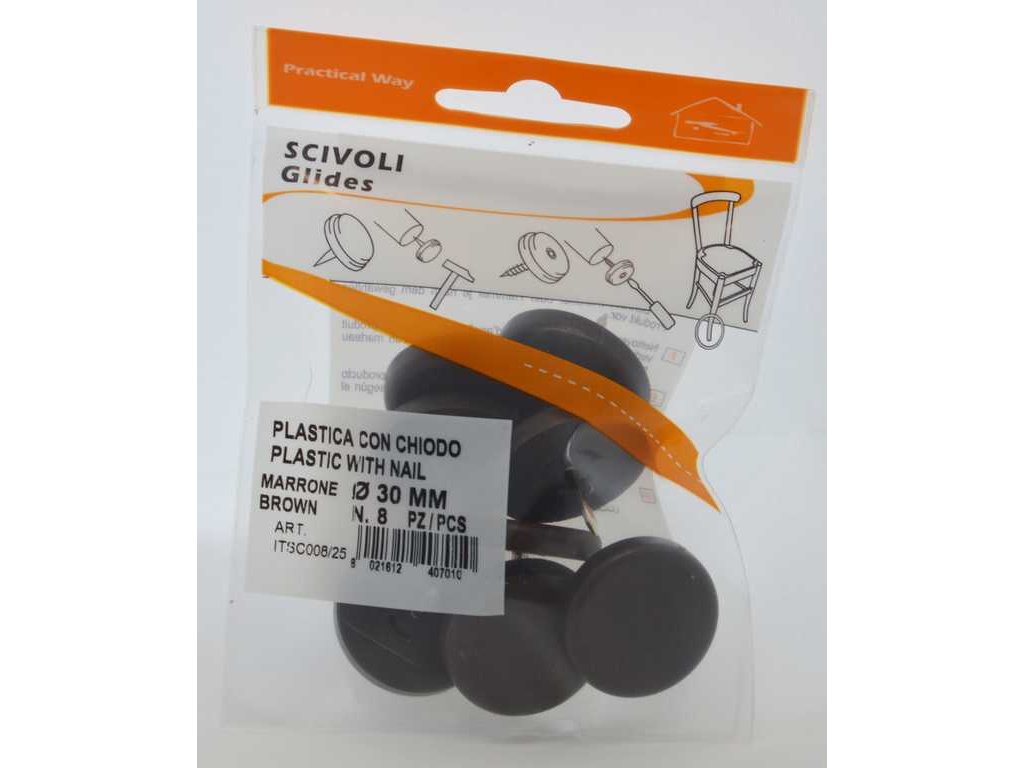 Practical Way
SCIVOLI
Glides
PLASTICA CON CHIODO
PLASTIC WITH NAIL
MARRONE Ø 30 MM
BROWN N. 8 PZ/PCS
ART.
ITSC008/25
8 021612 407010